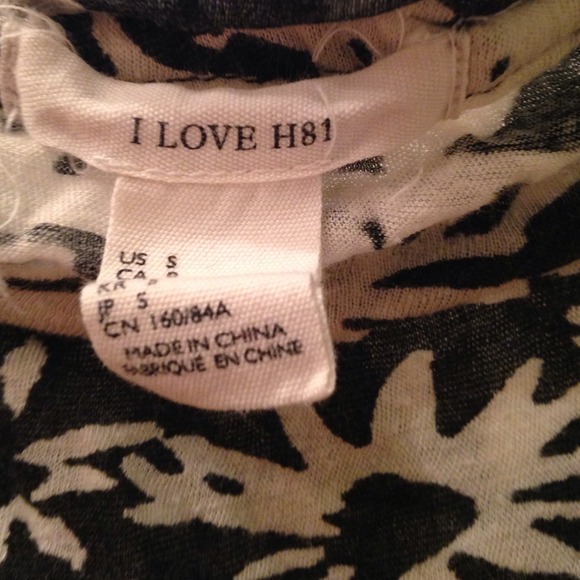 I LOVE H81
US S
CA
S
CN 160/84A
MADE IN CHINA
FABRIQUÉ EN CHINE